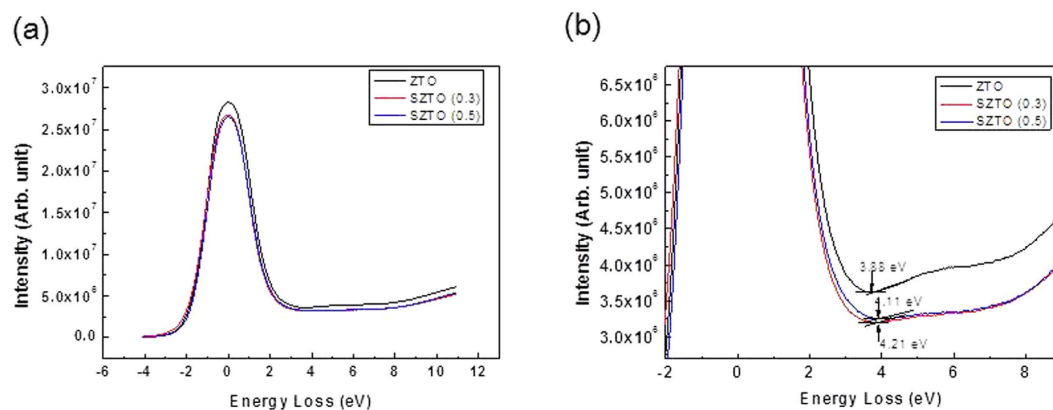 (a)
Intensity (Arb. unit)
3.0x10⁷
2.5x10⁷
2.0x10⁷
1.5x10⁷
1.0x10⁷
5.0x10⁶
0.0
ZTO
SZTO (0.3)
SZTO (0.5)
-6 -4 -2 0 2 4 6 8 10 12
Energy Loss (eV)
(b)
Intensity (Arb. unit)
6.5x10⁶
6.0x10⁶
5.5x10⁶
5.0x10⁶
4.5x10⁶
4.0x10⁶
3.5x10⁶
3.0x10⁶
ZTO
SZTO (0.3)
SZTO (0.5)
3.88 eV
.11 eV
4.21 eV
-2 0 2 4 6 8
Energy Loss (eV)